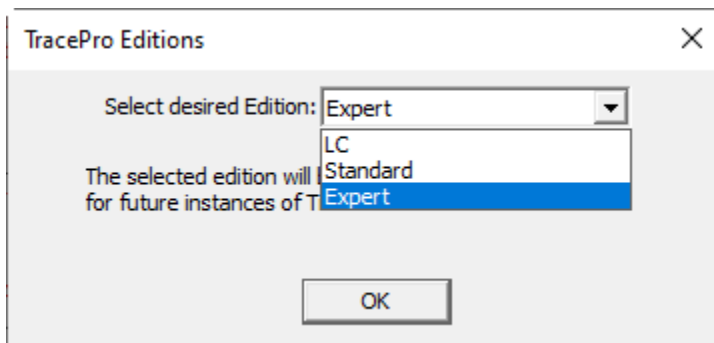 TracePro Editions
Select desired Edition: Expert
LC
Standard
Expert
The selected edition will
for future instances of
OK